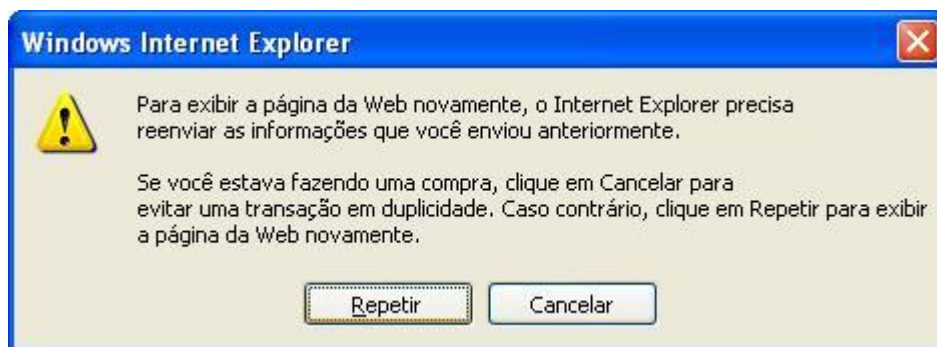 Windows Internet Explorer
Para exibir a página da Web novamente, o Internet Explorer precisa
reenviar as informações que você enviou anteriormente.
Se você estava fazendo uma compra, clique em Cancelar para
evitar uma transação em duplicidade. Caso contrário, clique em Repetir para exibir
a página da Web novamente.
Repetir
Cancelar